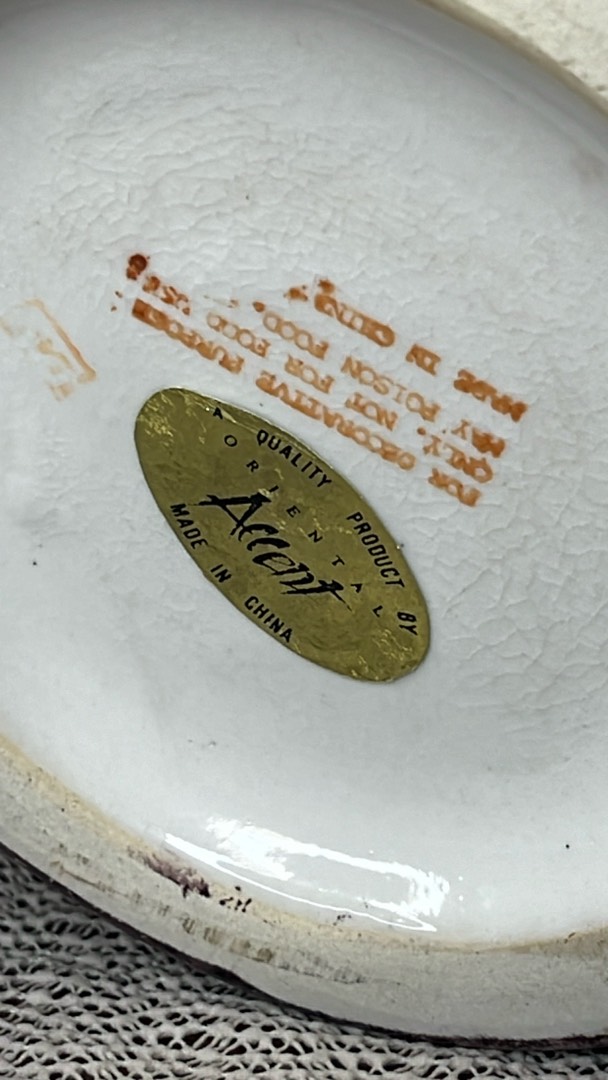 A QUALITY PRODUCT BY
ORIENTAL
Accent
MADE IN CHINA
FOR DECORATIVE PURPOSE
ONLY. NOT FOR FOOD USE
MAY POISON FOOD.
MADE IN CHINA